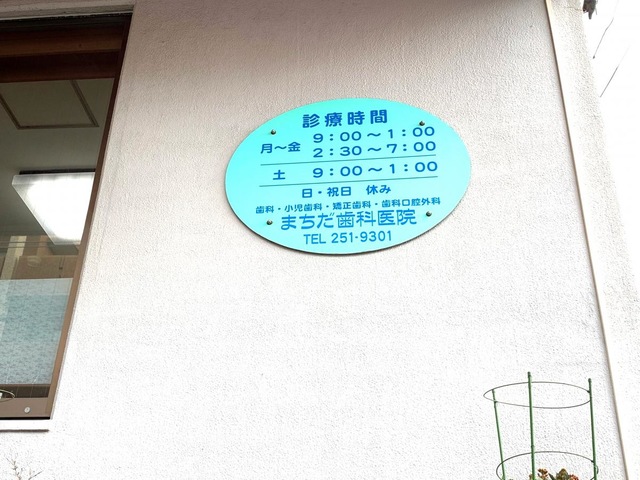 診療時間
月〜金 9:00〜1:00
2:30〜7:00
土 9:00〜1:00
日・祝日 休み
歯科・小児歯科・矯正歯科・歯科口腔外科
まちだ歯科医院
TEL 251-9301